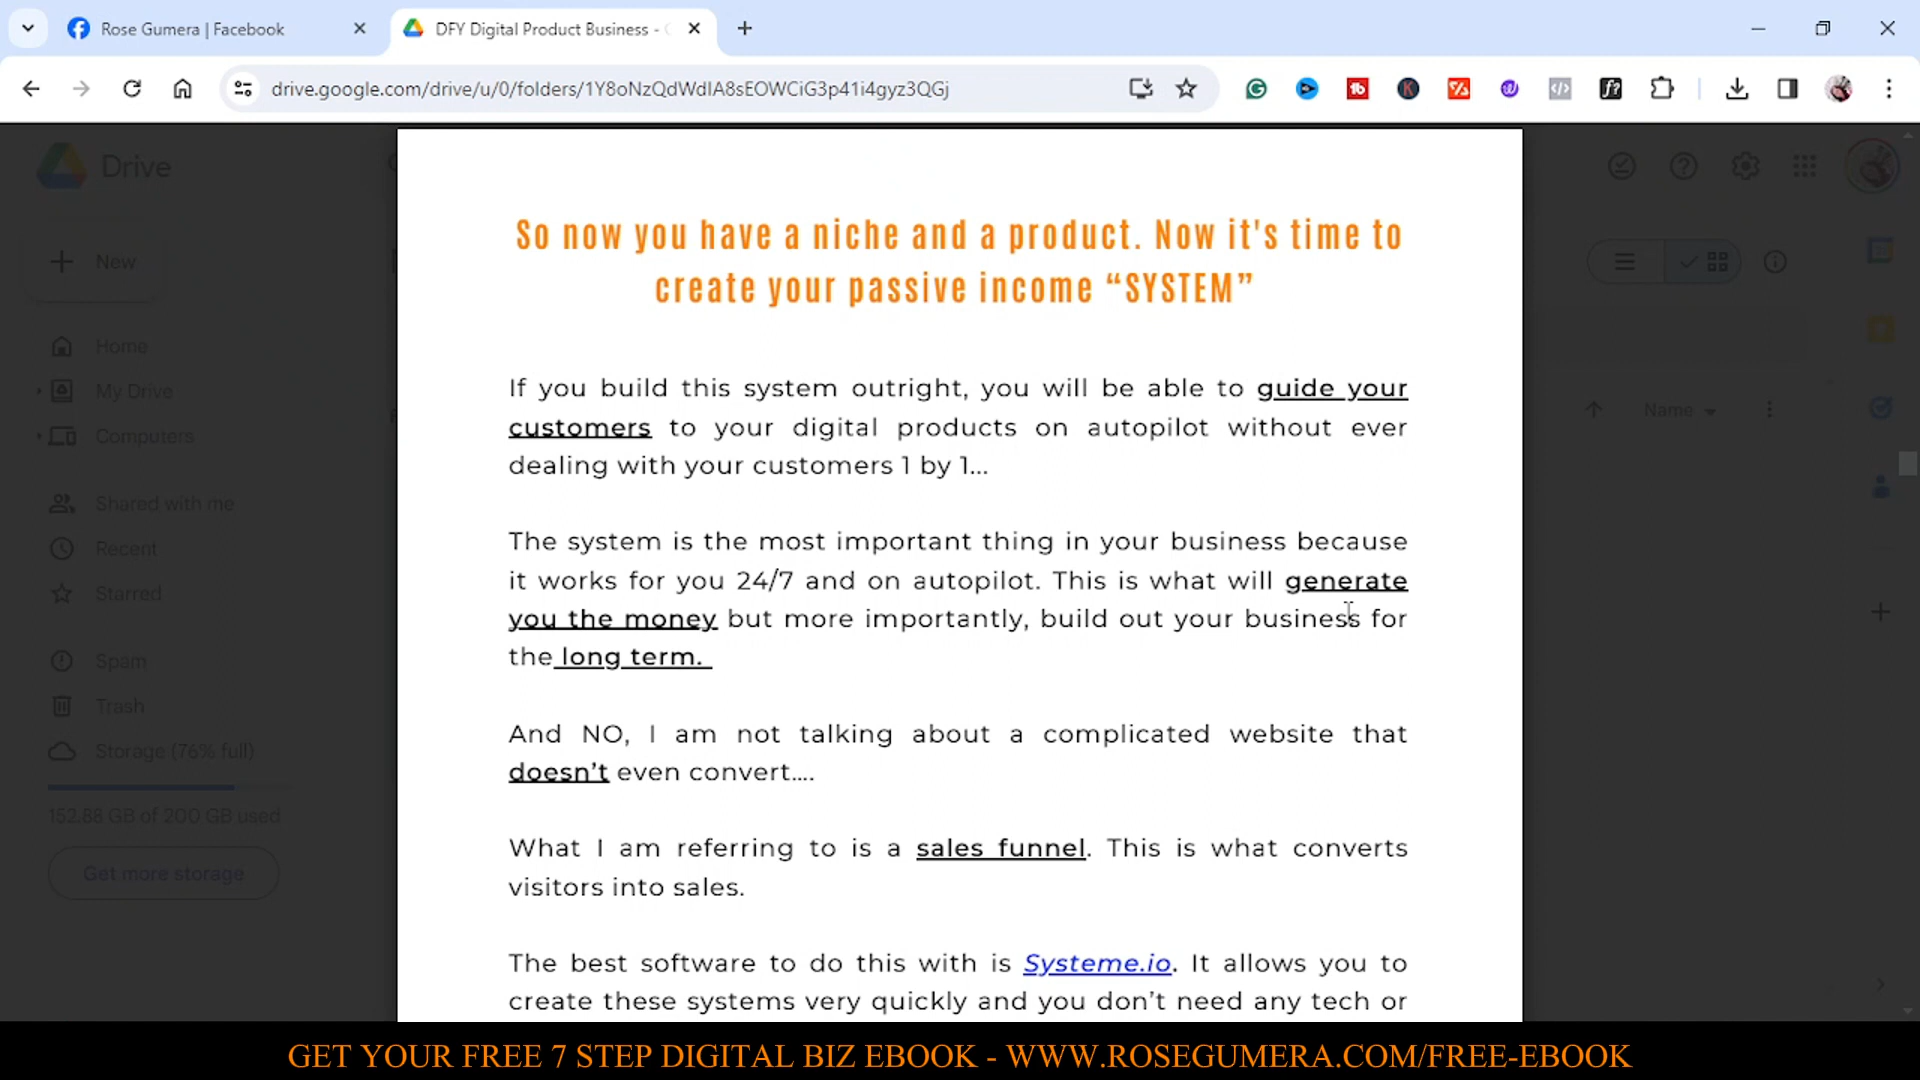 Rose Gumera | Facebook
DFY Digital Product Business -
drive.google.com/drive/u/0/folders/1Y8oNzQdWdIA8sEOWCiG3p41i4gyz3QGj
Drive
New
Home
My Drive
Computers
Shared with me
Recent
Starred
Spam
Trash
Storage (76% full)
152.88 GB of 200 GB used
Get more storage
Name
So now you have a niche and a product. Now it's time to
create your passive income “SYSTEM”
If you build this system outright, you will be able to guide your
customers to your digital products on autopilot without ever
dealing with your customers 1 by 1...
The system is the most important thing in your business because
it works for you 24/7 and on autopilot. This is what will generate
you the money but more importantly, build out your business for
the long term.
And NO, I am not talking about a complicated website that
doesn’t even convert....
What I am referring to is a sales funnel. This is what converts
visitors into sales.
The best software to do this with is Systeme.io. It allows you to
create these systems very quickly and you don’t need any tech or
GET YOUR FREE 7 STEP DIGITAL BIZ EBOOK - WWW.ROSEGUMERA.COM/FREE-EBOOK